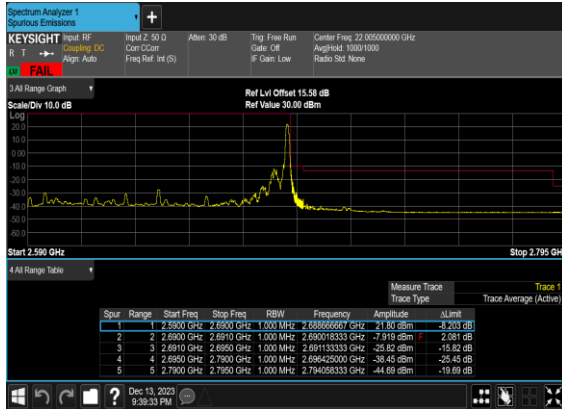 Spectrum Analyzer 1
Spurious Emissions
KEYSIGHT
R T
LV FAIL
Input: RF
Coupling: DC
Align: Auto
Input Z: 50 Ω
Corr CCorr
Freq Ref: Int (S)
Atten: 30 dB
Trig: Free Run
Gate: Off
IF Gain: Low
Center Freq: 22.005000000 GHz
Avg|Hold: 1000/1000
Radio Std: None
3 All Range Graph
Scale/Div 10.0 dB
Ref Lvl Offset 15.58 dB
Ref Value 30.00 dBm
Log
20.0
10.0
0.00
-10.0
-20.0
-30.0
-40.0
-50.0
-60.0
Start 2.590 GHz
Stop 2.795 GH
4 All Range Table
Measure Trace Trace 1
Trace Type Trace Average (Active)
Spur Range Start Freq Stop Freq RBW Frequency Amplitude ΔLimit
1 1 2.5900 GHz 2.6900 GHz 1.000 MHz 2.688666667 GHz 21.80 dBm -8.203 dB
2 2 2.6900 GHz 2.6910 GHz 1.000 MHz 2.690018333 GHz -7.919 dBm F 2.081 dB
3 3 2.6910 GHz 2.6950 GHz 1.000 MHz 2.691133333 GHz -25.82 dBm -15.82 dB
4 4 2.6950 GHz 2.7900 GHz 1.000 MHz 2.696425000 GHz -38.45 dBm -25.45 dB
5 5 2.7900 GHz 2.7950 GHz 1.000 MHz 2.794058333 GHz -44.69 dBm -19.69 dB
Dec 13, 2023
9:39:33 PM